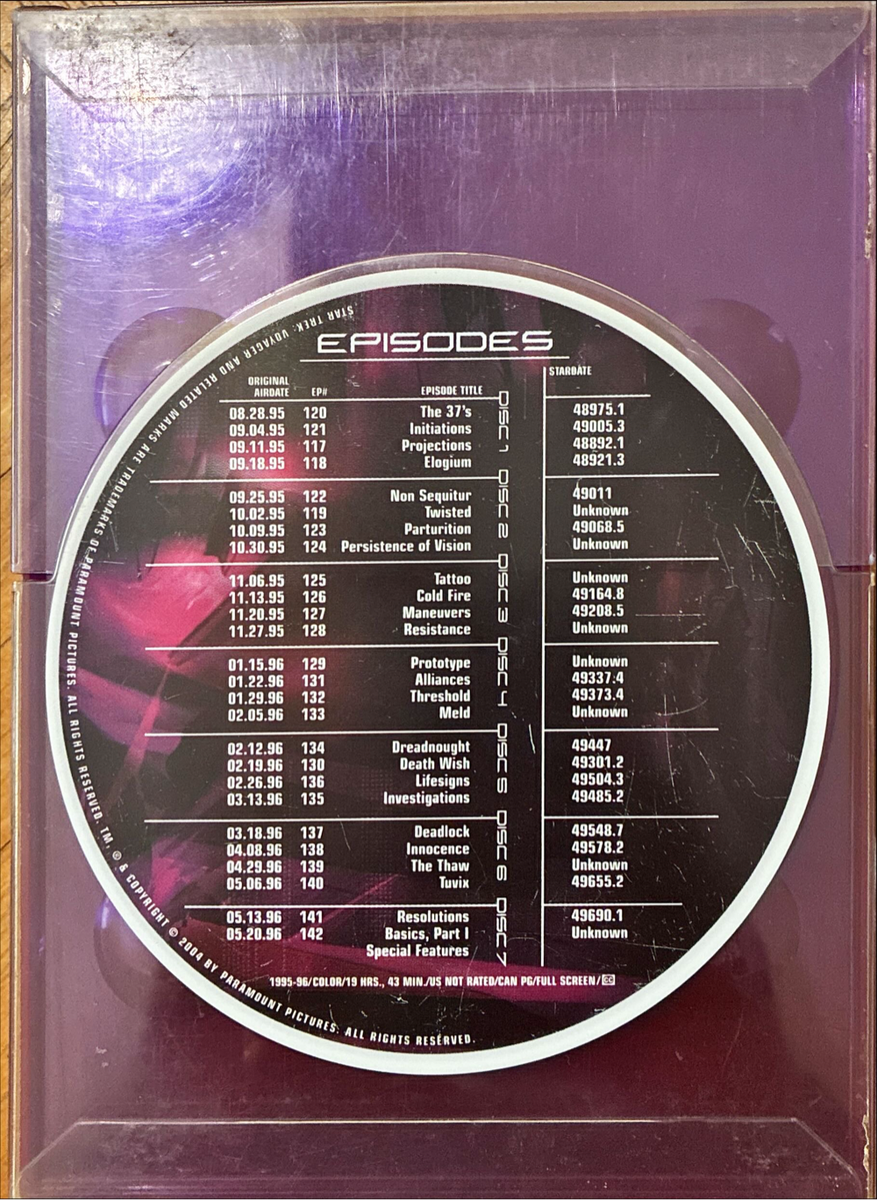 STAR TREK: VOYAGER AND RELATED MARKS ARE TRADEMARKS OF PARAMOUNT PICTURES. ALL RIGHTS RESERVED. TM, ® & COPYRIGHT © 2004 BY PARAMOUNT PICTURES. ALL RIGHTS RESERVED.
EPISODES
ORIGINAL AIRDATE EP# EPISODE TITLE STARDATE
DISC 1
08.28.95 120 The 37's 48975.1
09.04.95 121 Initiations 49005.3
09.11.95 117 Projections 48892.1
09.18.95 118 Elogium 48921.3
DISC 2
09.25.95 122 Non Sequitur 49011
10.02.95 119 Twisted Unknown
10.09.95 123 Parturition 49068.5
10.30.95 124 Persistence of Vision Unknown
DISC 3
11.06.95 125 Tattoo Unknown
11.13.95 126 Cold Fire 49164.8
11.20.95 127 Maneuvers 49208.5
11.27.95 128 Resistance Unknown
DISC 4
01.15.96 129 Prototype Unknown
01.22.96 131 Alliances 49337.4
01.29.96 132 Threshold 49373.4
02.05.96 133 Meld Unknown
DISC 5
02.12.96 134 Dreadnought 49447
02.19.96 130 Death Wish 49301.2
02.26.96 136 Lifesigns 49504.3
03.13.96 135 Investigations 49485.2
DISC 6
03.18.96 137 Deadlock 49548.7
04.08.96 138 Innocence 49578.2
04.29.96 139 The Thaw Unknown
05.06.96 140 Tuvix 49655.2
DISC 7
05.13.96 141 Resolutions 49690.1
05.20.96 142 Basics, Part I Unknown
Special Features
1995-96/COLOR/19 HRS., 43 MIN./US NOT RATED/CAN PG/FULL SCREEN/CC